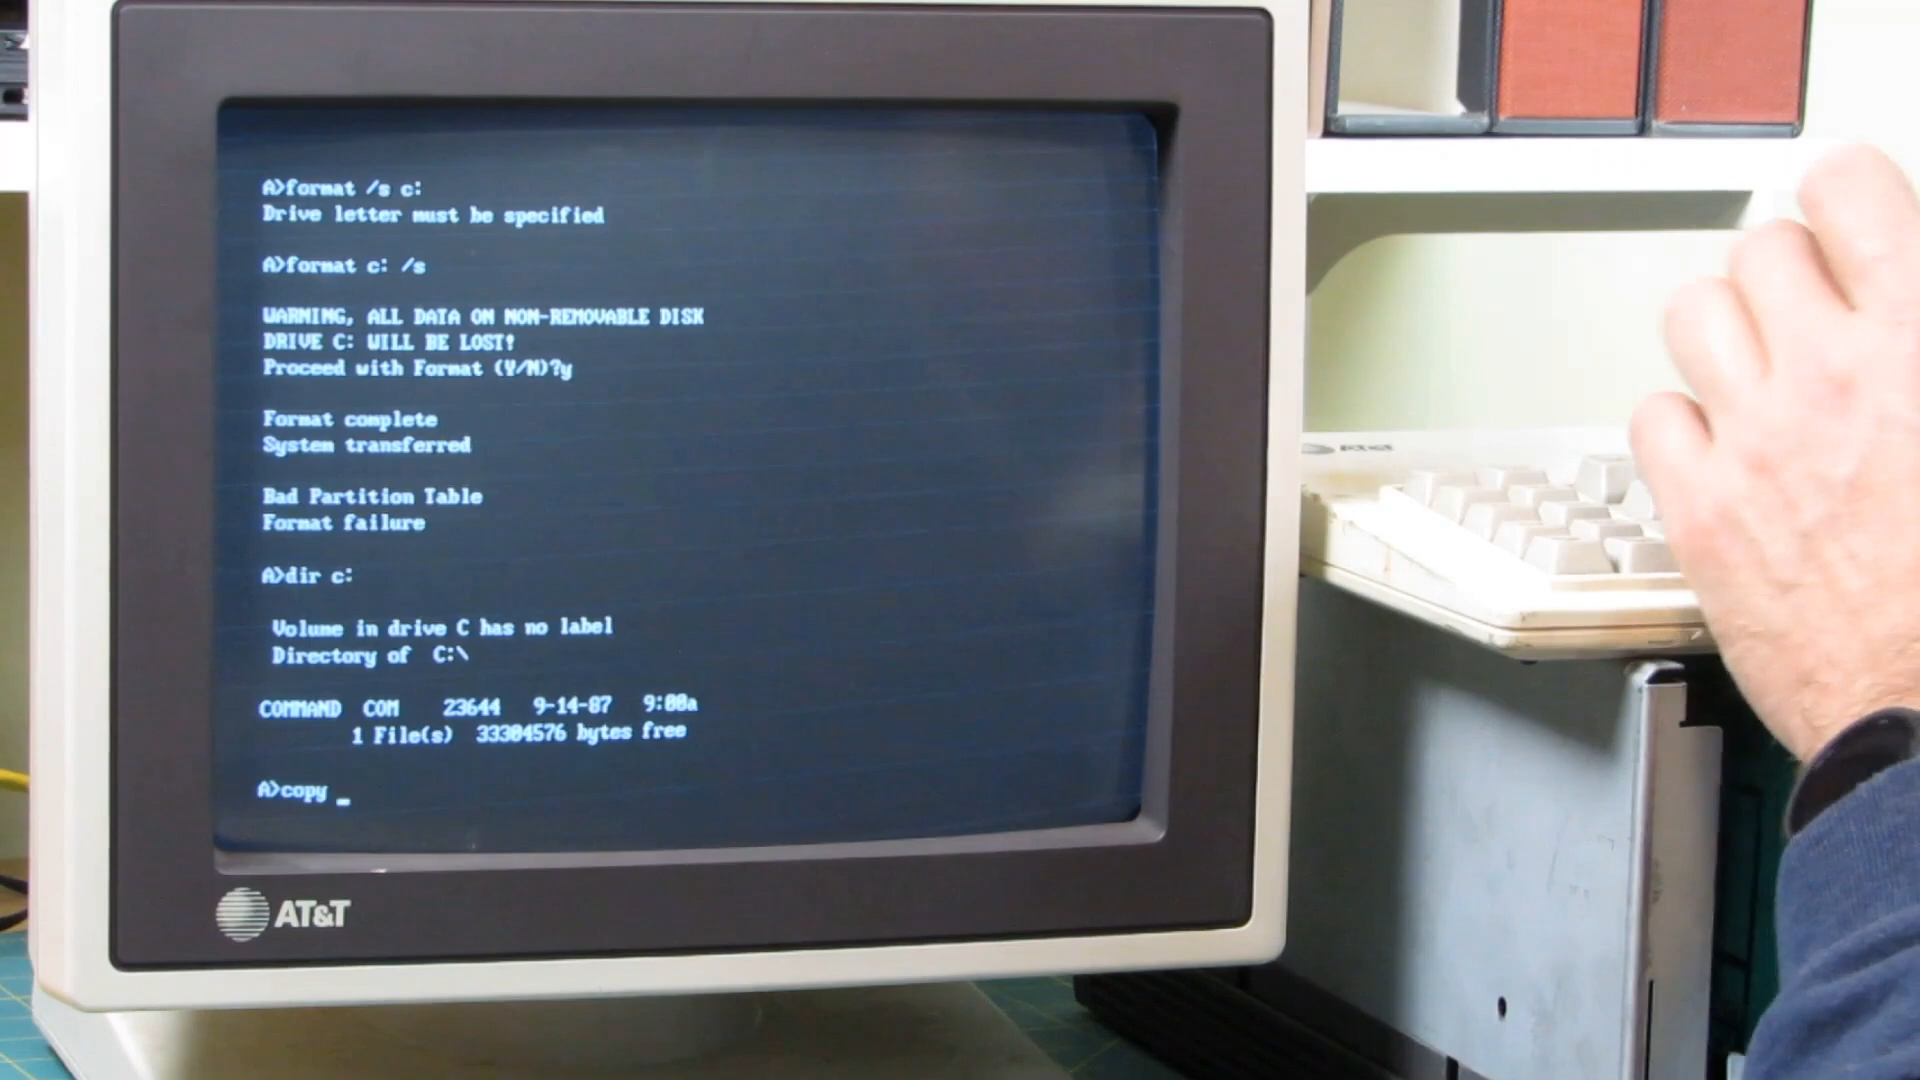 A>format /s c:
Drive letter must be specified
A>format c: /s
WARNING, ALL DATA ON NON-REMOVABLE DISK
DRIVE C: WILL BE LOST!
Proceed with Format (Y/N)?y
Format complete
System transferred
Bad Partition Table
Format failure
A>dir c:
Volume in drive C has no label
Directory of C:\
COMMAND COM 23644 9-14-87 9:00a
1 File(s) 33304576 bytes free
A>copy _
AT&T
AT&T